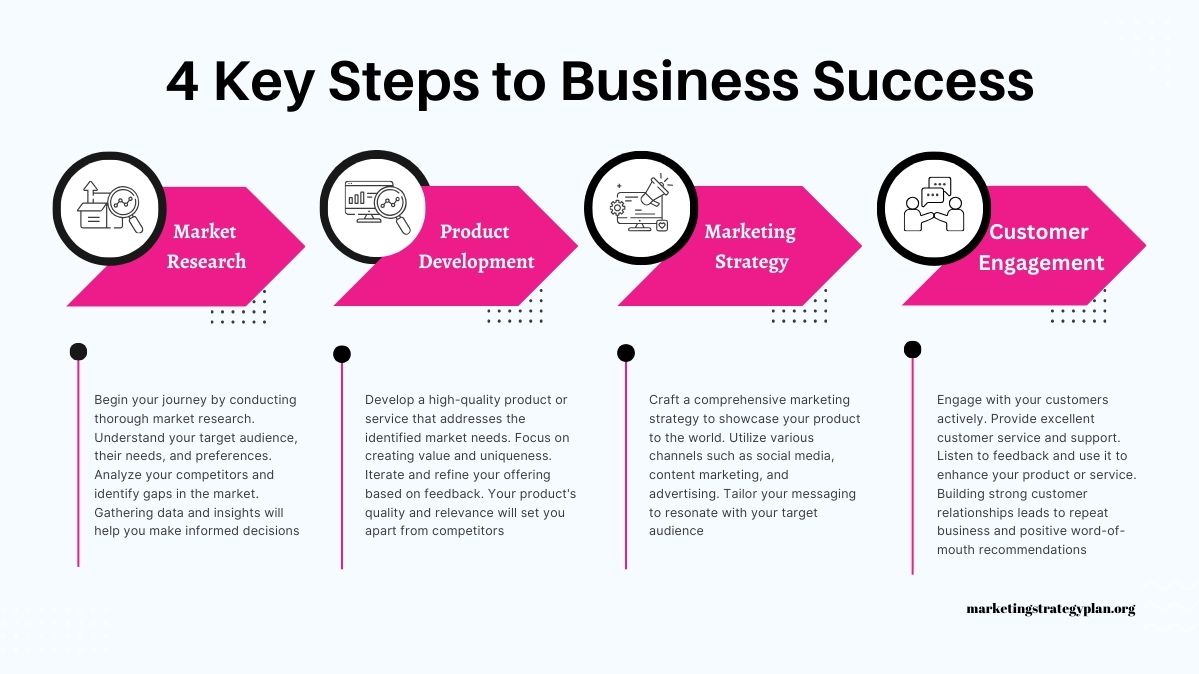 4 Key Steps to Business Success
Market
Research
Product
Development
Marketing
Strategy
Customer
Engagement
Begin your journey by conducting
thorough market research.
Understand your target audience,
their needs, and preferences.
Analyze your competitors and
identify gaps in the market.
Gathering data and insights will
help you make informed decisions
Develop a high-quality product or
service that addresses the
identified market needs. Focus on
creating value and uniqueness.
Iterate and refine your offering
based on feedback. Your product's
quality and relevance will set you
apart from competitors
Craft a comprehensive marketing
strategy to showcase your product
to the world. Utilize various
channels such as social media,
content marketing, and
advertising. Tailor your messaging
to resonate with your target
audience
Engage with your customers
actively. Provide excellent
customer service and support.
Listen to feedback and use it to
enhance your product or service.
Building strong customer
relationships leads to repeat
business and positive word-of-
mouth recommendations
marketingstrategyplan.org